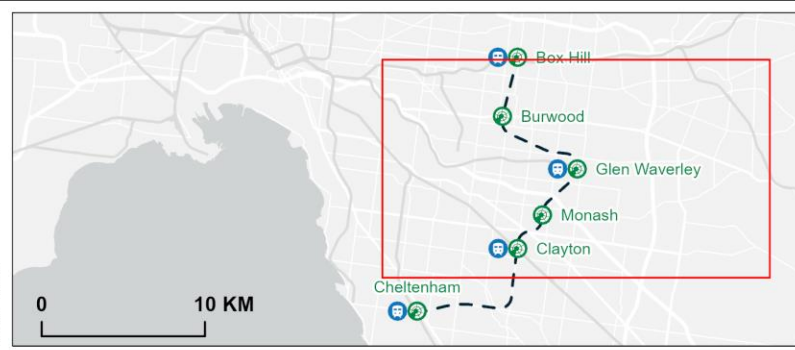 Box Hill
Burwood
Glen Waverley
Monash
Clayton
Cheltenham
0 10 KM